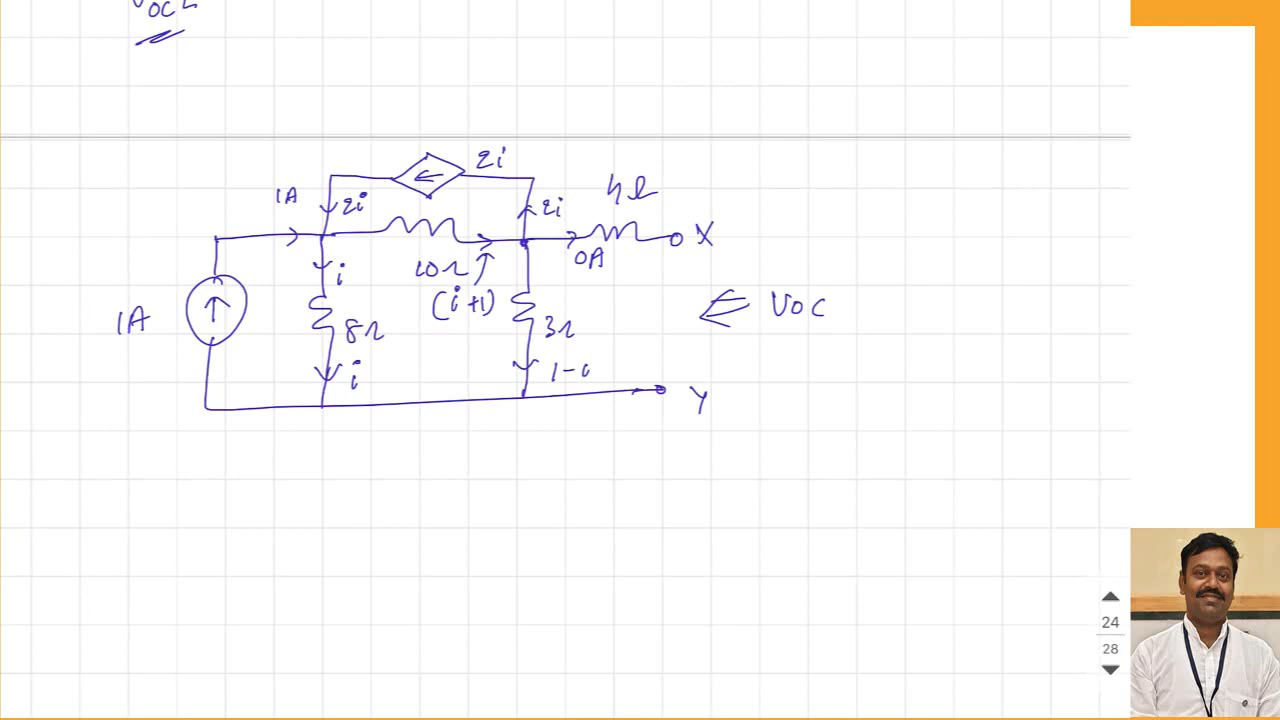 Voc
2i
1A 2i 2i 4Ω
X
10Ω 0A
i
(i+1) Voc
1A 8Ω 3Ω
i 1-i
Y
24
28